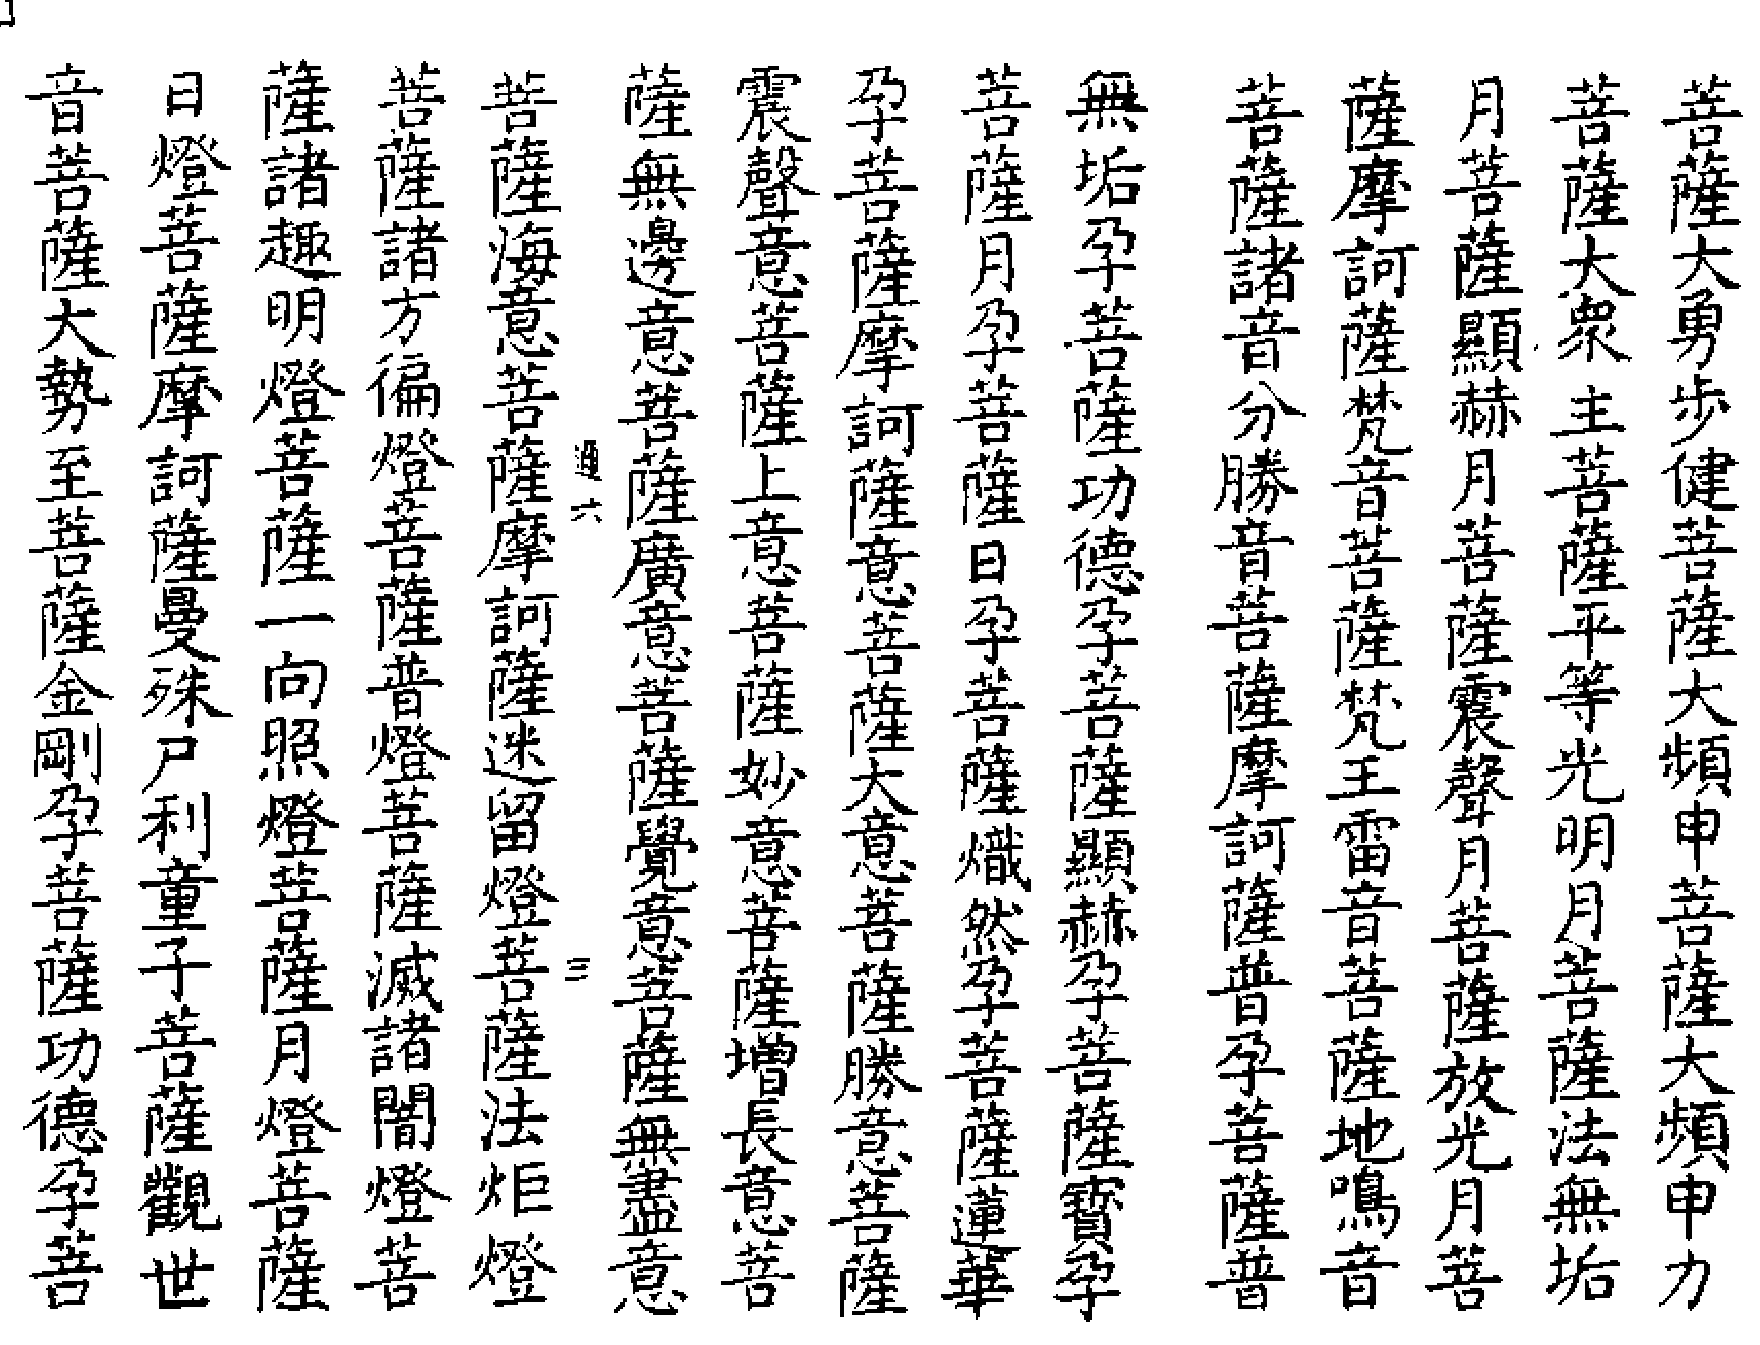 菩薩大勇步健菩薩大頻申菩薩大頻申力
菩薩大衆主菩薩平等光明月菩薩法無垢
月菩薩顯赫月菩薩震聲月菩薩放光月菩
薩摩訶薩梵音菩薩梵王雷音菩薩地鳴音
菩薩諸音分勝音菩薩摩訶薩普孕菩薩普
無垢孕菩薩功德孕菩薩顯赫孕菩薩寶孕
菩薩月孕菩薩日孕菩薩熾然孕菩薩蓮華
孕菩薩摩訶薩意菩薩大意菩薩勝意菩薩
震聲意菩薩上意菩薩妙意菩薩增長意菩
薩無邊意菩薩廣意菩薩覺意菩薩無盡意
通六 三
菩薩海意菩薩摩訶薩迷留燈菩薩法炬燈
菩薩諸方徧燈菩薩普燈菩薩滅諸闇燈菩
薩諸趣明燈菩薩一向照燈菩薩月燈菩薩
日燈菩薩摩訶薩曼殊尸利童子菩薩觀世
音菩薩大勢至菩薩金剛孕菩薩功德孕菩